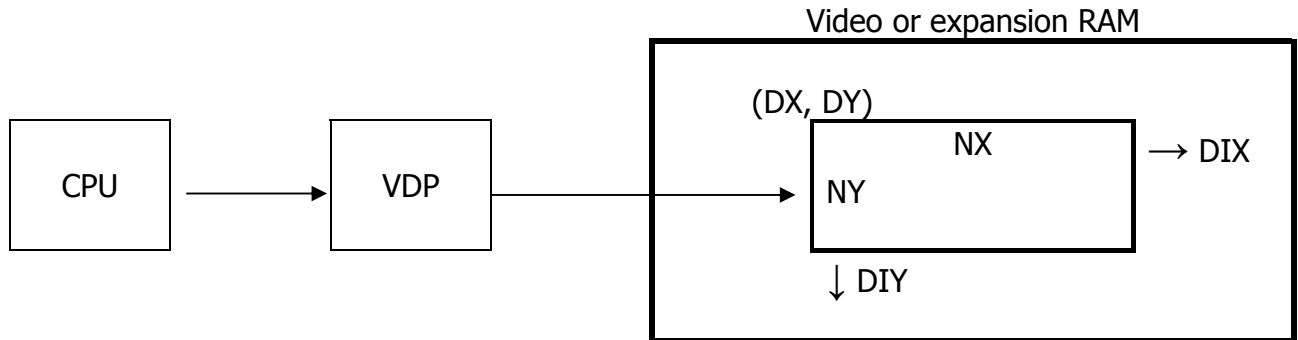 Video or expansion RAM
(DX, DY)
CPU
VDP
NX
→ DIX
NY
↓ DIY